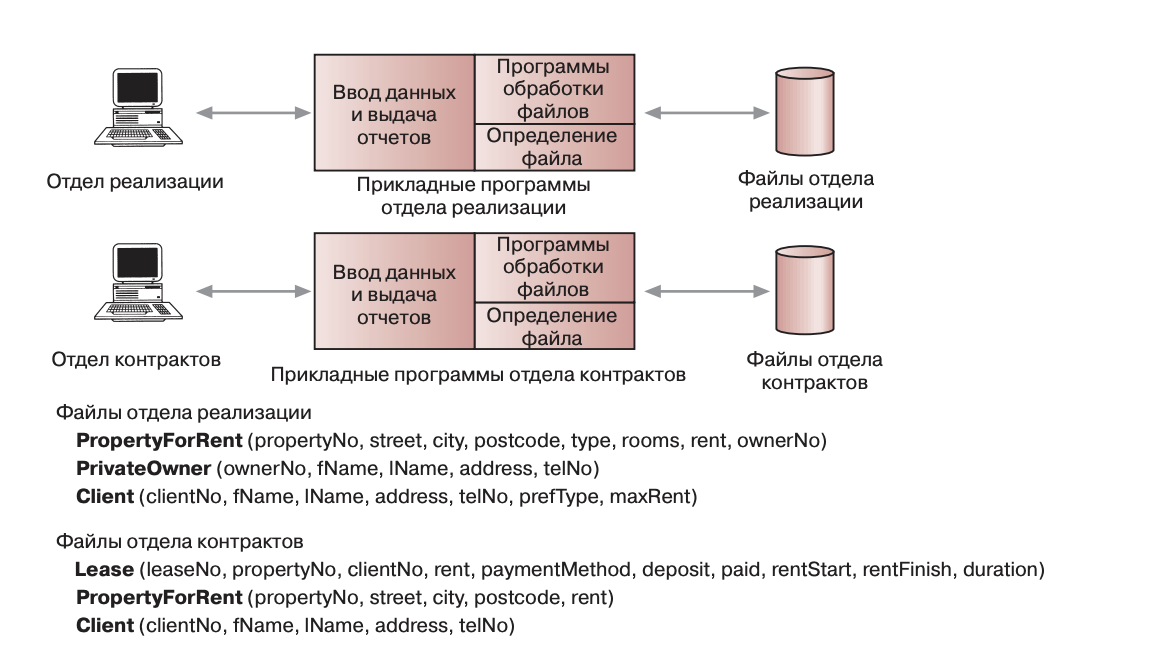 Ввод данных
и выдача
отчетов
Программы
обработки
файлов
Определение
файла
Отдел реализации
Прикладные программы
отдела реализации
Файлы отдела
реализации
Ввод данных
и выдача
отчетов
Программы
обработки
файлов
Определение
файла
Отдел контрактов
Прикладные программы отдела контрактов
Файлы отдела
контрактов
Файлы отдела реализации
PropertyForRent (propertyNo, street, city, postcode, type, rooms, rent, ownerNo)
PrivateOwner (ownerNo, fName, lName, address, telNo)
Client (clientNo, fName, lName, address, telNo, prefType, maxRent)
Файлы отдела контрактов
Lease (leaseNo, propertyNo, clientNo, rent, paymentMethod, deposit, paid, rentStart, rentFinish, duration)
PropertyForRent (propertyNo, street, city, postcode, rent)
Client (clientNo, fName, lName, address, telNo)